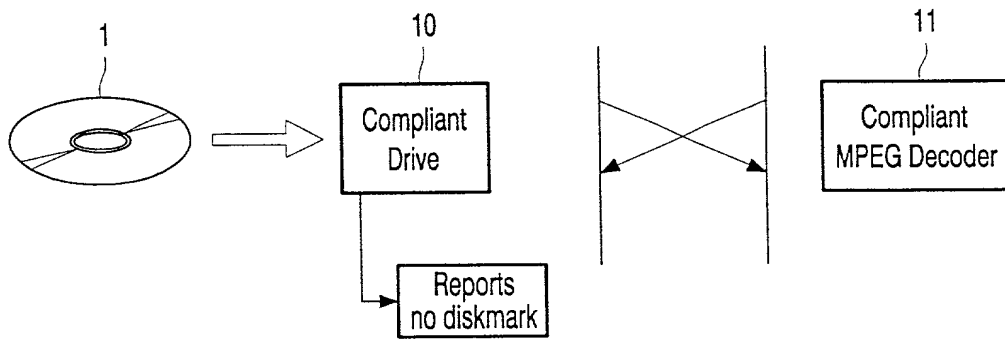 1
10
11
Compliant
Drive
Compliant
MPEG Decoder
Reports
no diskmark